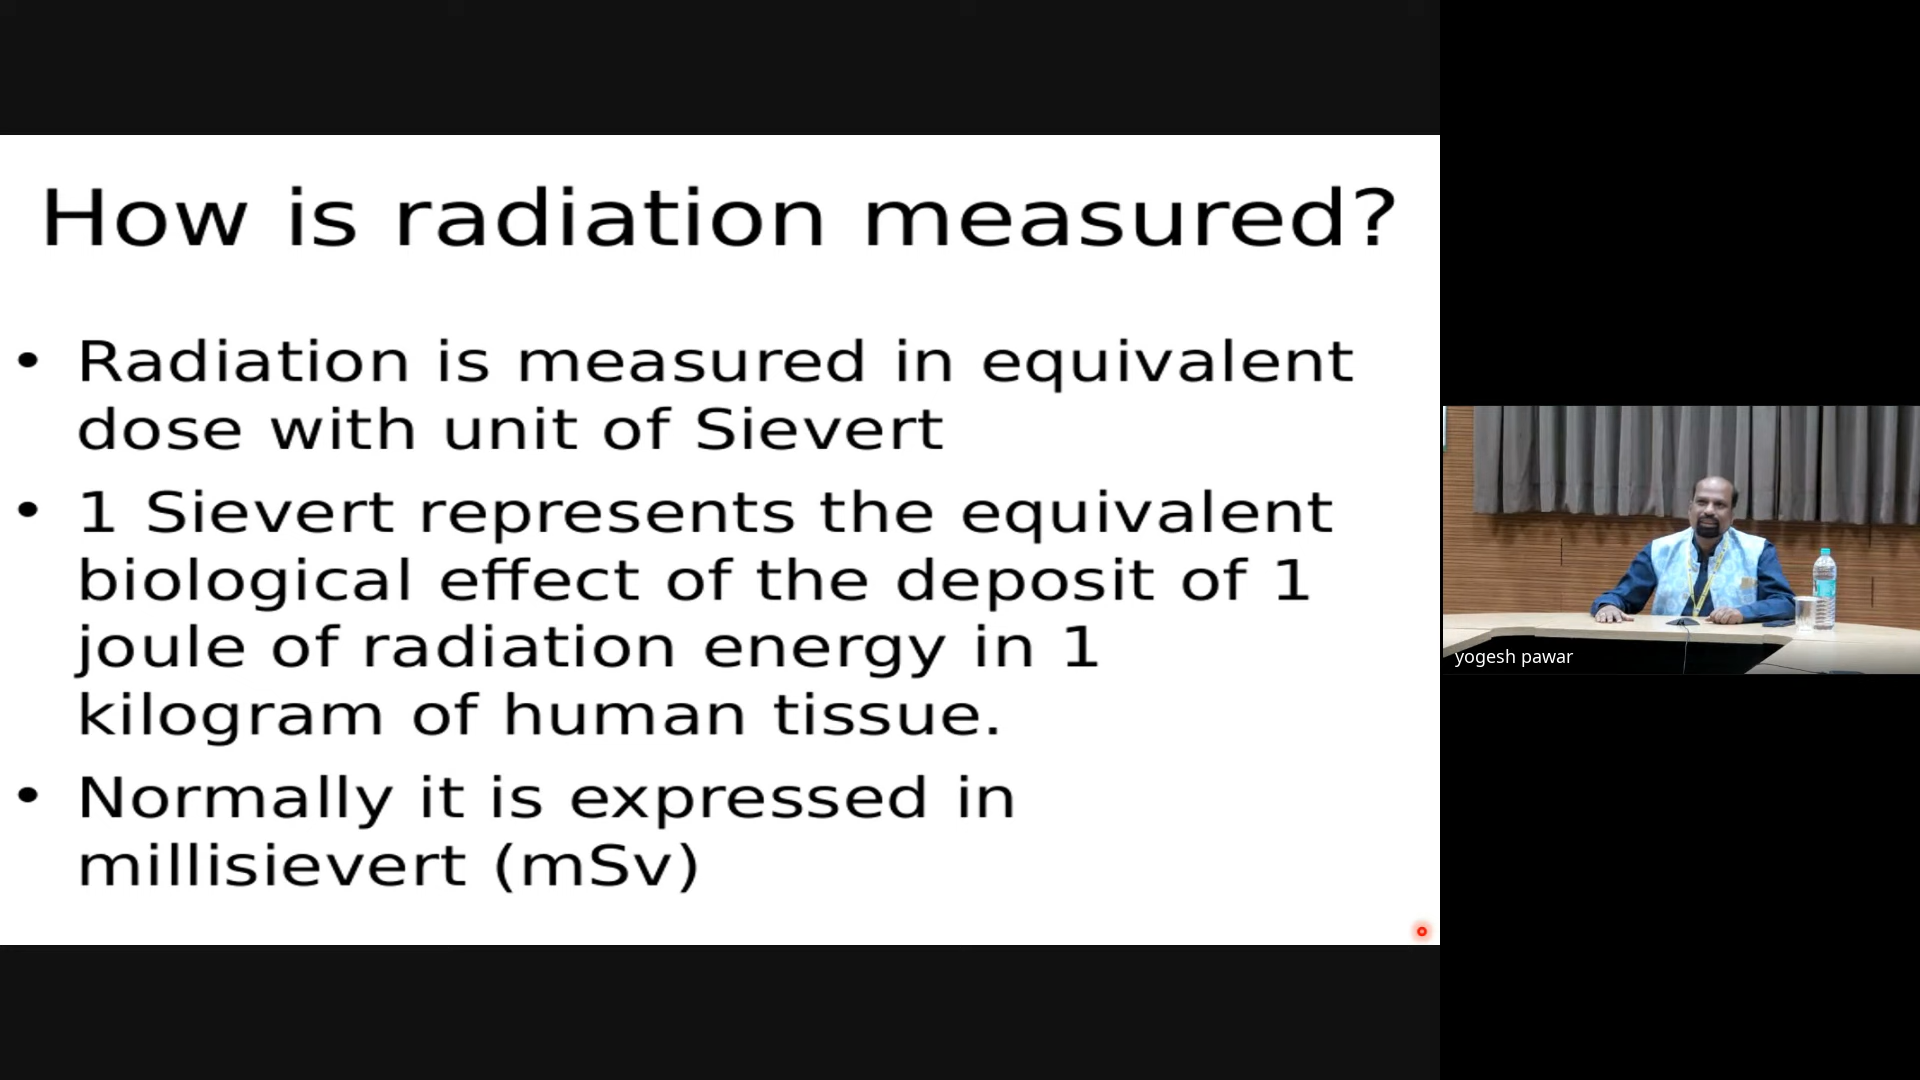 How is radiation measured?
• Radiation is measured in equivalent
dose with unit of Sievert
• 1 Sievert represents the equivalent
biological effect of the deposit of 1
joule of radiation energy in 1
kilogram of human tissue.
• Normally it is expressed in
millisievert (mSv)
yogesh pawar